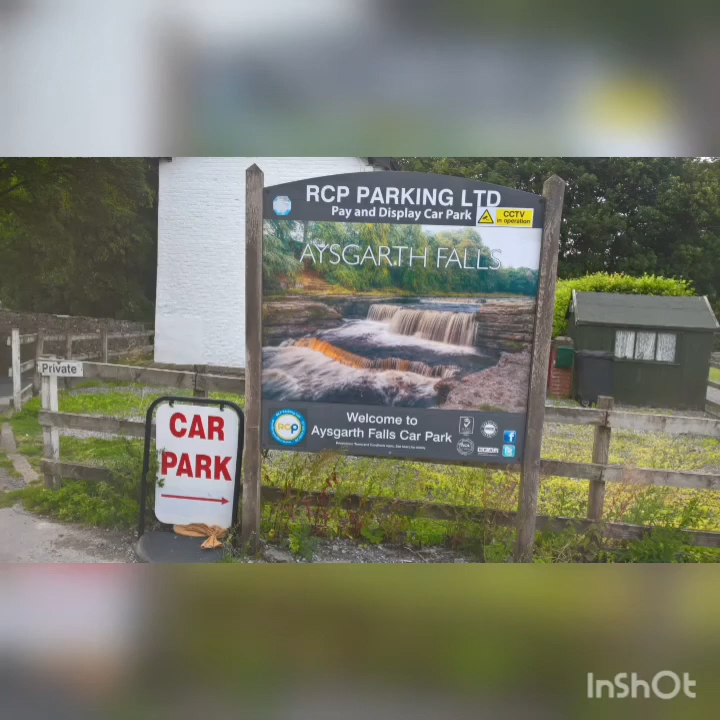 RCP PARKING LTD
Pay and Display Car Park
CCTV
in operation
AYSGARTH FALLS
Private
CAR
PARK
RCP
Welcome to
Aysgarth Falls Car Park
InShOt